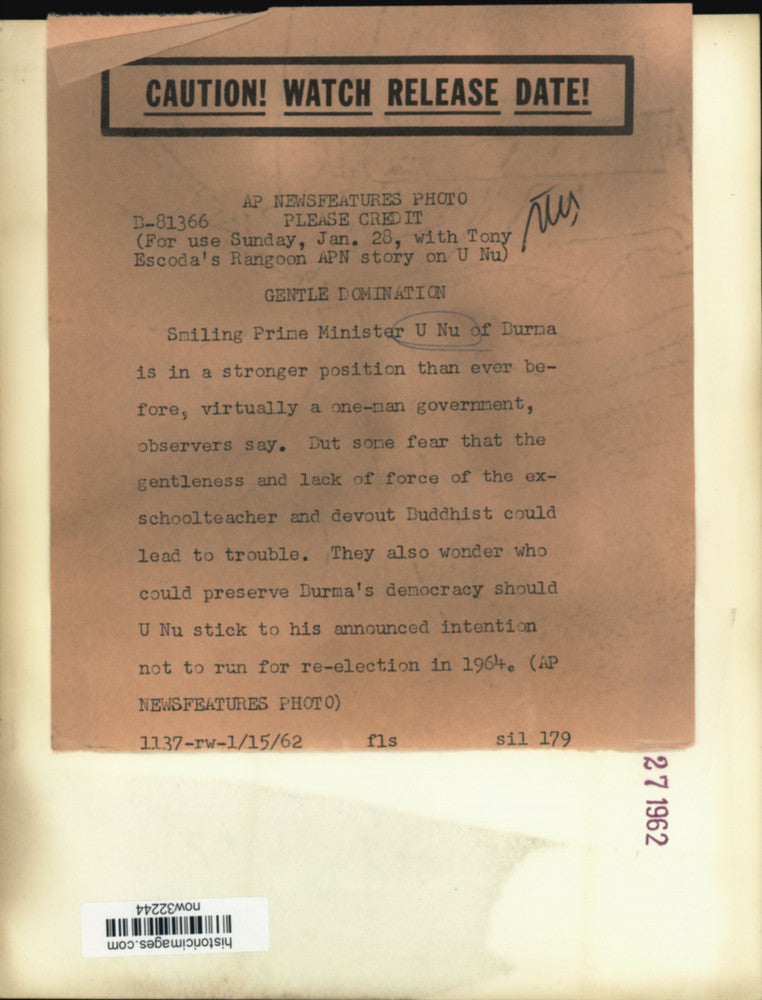 CAUTION! WATCH RELEASE DATE!
AP NEWSFEATURES PHOTO
B-81366 PLEASE CREDIT
(For use Sunday, Jan. 28, with Tony
Escoda's Rangoon APN story on U Nu)
GENTLE DOMINATION
Smiling Prime Minister U Nu of Burma
is in a stronger position than ever be-
fore, virtually a one-man government,
observers say. But some fear that the
gentleness and lack of force of the ex-
schoolteacher and devout Buddhist could
lead to trouble. They also wonder who
could preserve Burma's democracy should
U Nu stick to his announced intention
not to run for re-election in 1964. (AP
NEWSFEATURES PHOTO)
1137-rw-1/15/62 fls sil 179
27 1962
historicimages.com
now32244